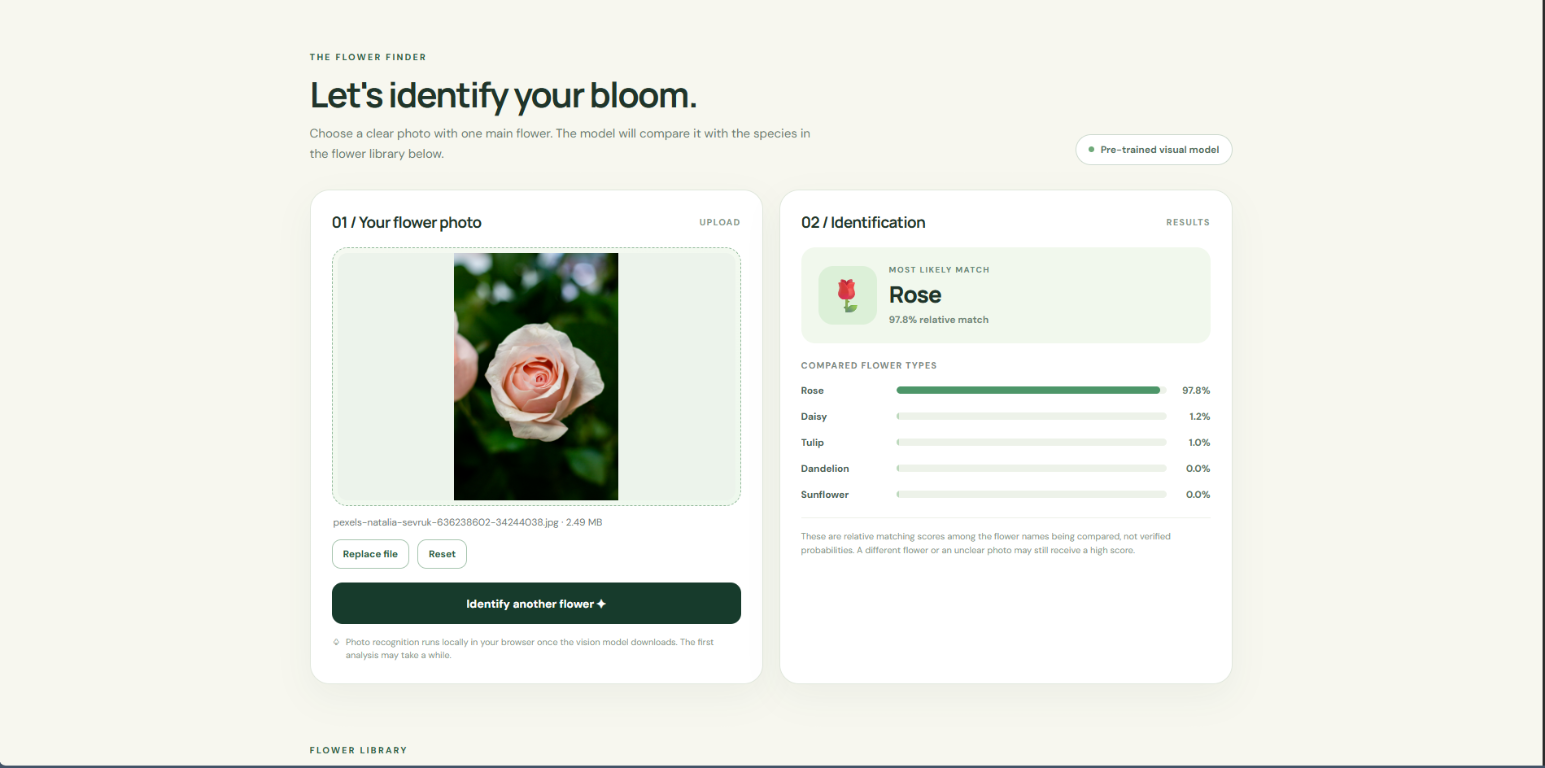 THE FLOWER FINDER
Let's identify your bloom.
Choose a clear photo with one main flower. The model will compare it with the species in
the flower library below.
Pre-trained visual model
01 / Your flower photo
UPLOAD
pexels-natalia-sevruk-636238602-34244038.jpg · 2.49 MB
Replace file
Reset
Identify another flower ✦
Photo recognition runs locally in your browser once the vision model downloads. The first
analysis may take a while.
02 / Identification
RESULTS
MOST LIKELY MATCH
Rose
97.8% relative match
COMPARED FLOWER TYPES
Rose 97.8%
Daisy 1.2%
Tulip 1.0%
Dandelion 0.0%
Sunflower 0.0%
These are relative matching scores among the flower names being compared, not verified
probabilities. A different flower or an unclear photo may still receive a high score.
FLOWER LIBRARY